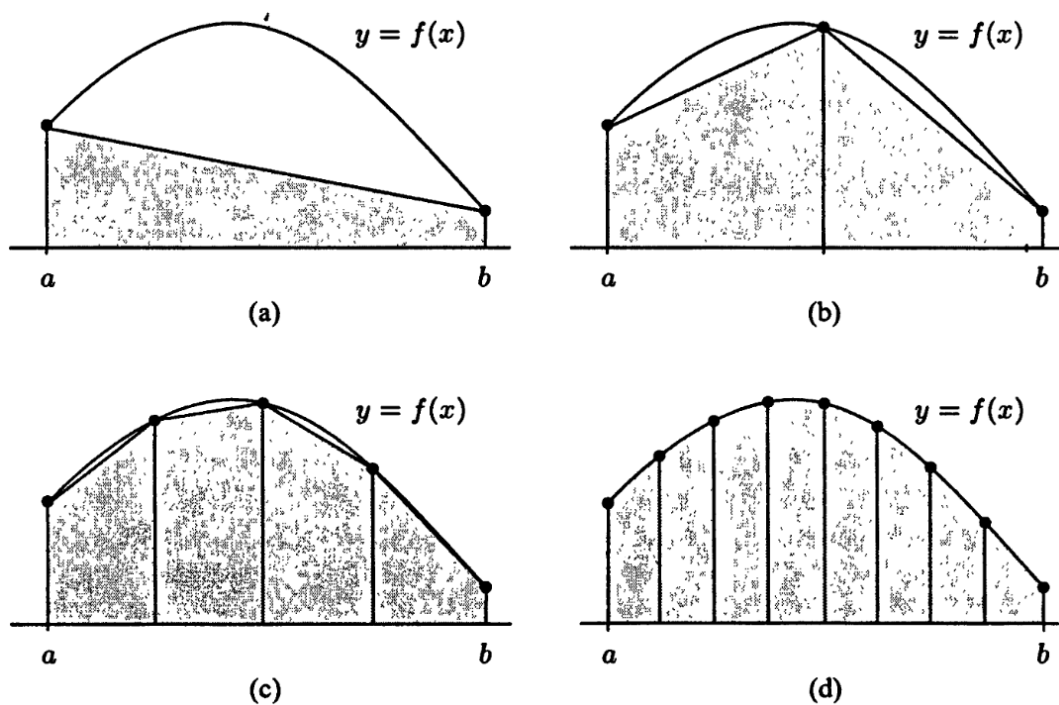 y = f(x)
a b
(a)
y = f(x)
a b
(b)
y = f(x)
a b
(c)
y = f(x)
a b
(d)